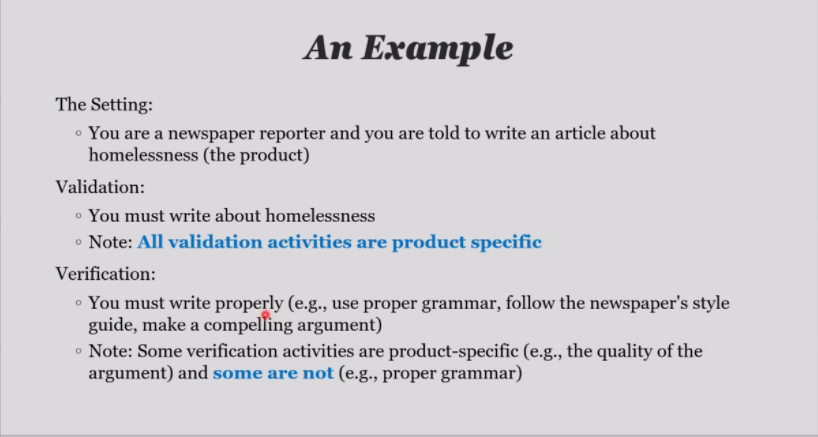 An Example
The Setting:
◦ You are a newspaper reporter and you are told to write an article about
homelessness (the product)
Validation:
◦ You must write about homelessness
◦ Note: All validation activities are product specific
Verification:
◦ You must write properly (e.g., use proper grammar, follow the newspaper's style
guide, make a compelling argument)
◦ Note: Some verification activities are product-specific (e.g., the quality of the
argument) and some are not (e.g., proper grammar)